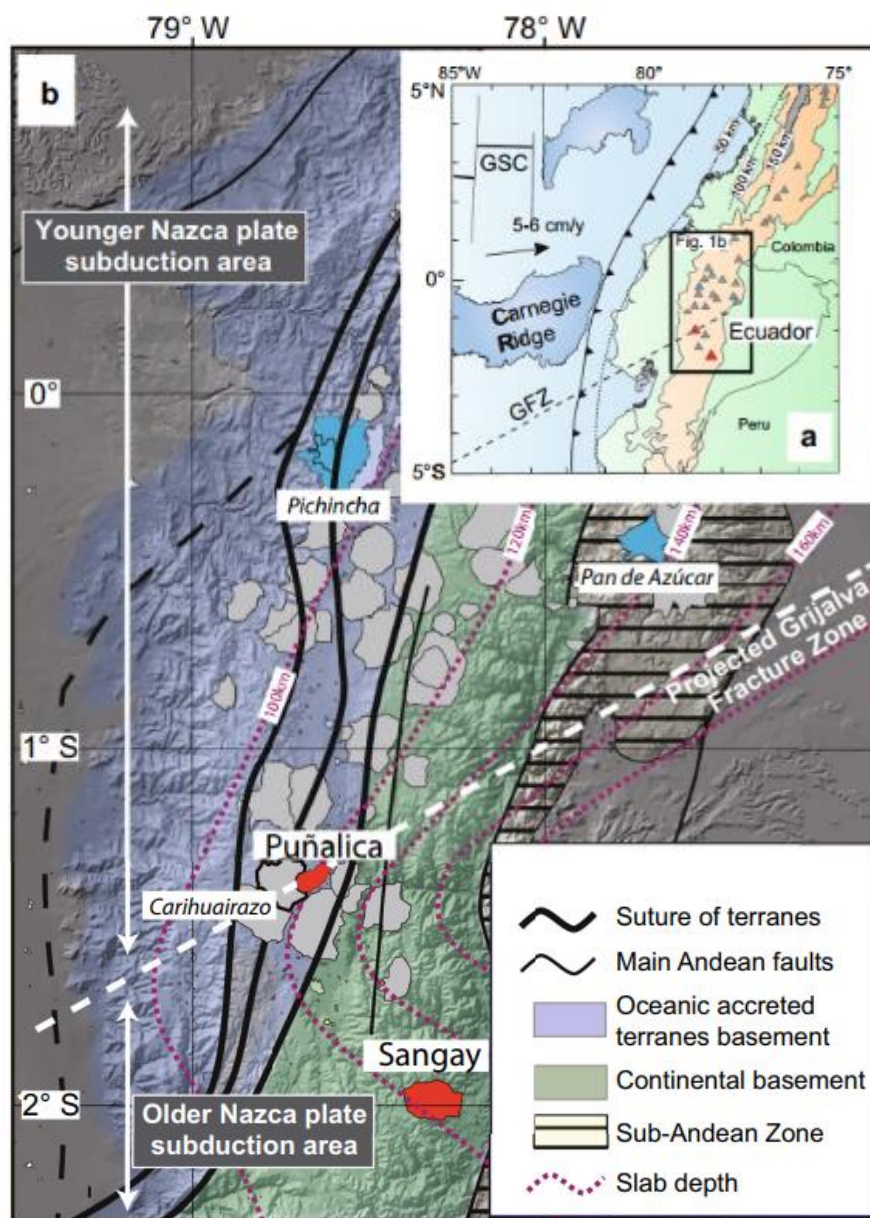 79° W
78° W
b
85°W
80°
75°
5°N
GSC
50 km
100 km
150 km
5-6 cm/y
Fig. 1b
Colombia
0°
Carnegie
Ridge
Ecuador
GFZ
Peru
a
5°S
Younger Nazca plate
subduction area
0°
Pichincha
120km
140km
160km
Pan de Azúcar
Projected Grijalva
Fracture Zone
100km
1° S
Puñalica
Carihuairazo
Sangay
2° S
Older Nazca plate
subduction area
Suture of terranes
Main Andean faults
Oceanic accreted
terranes basement
Continental basement
Sub-Andean Zone
Slab depth